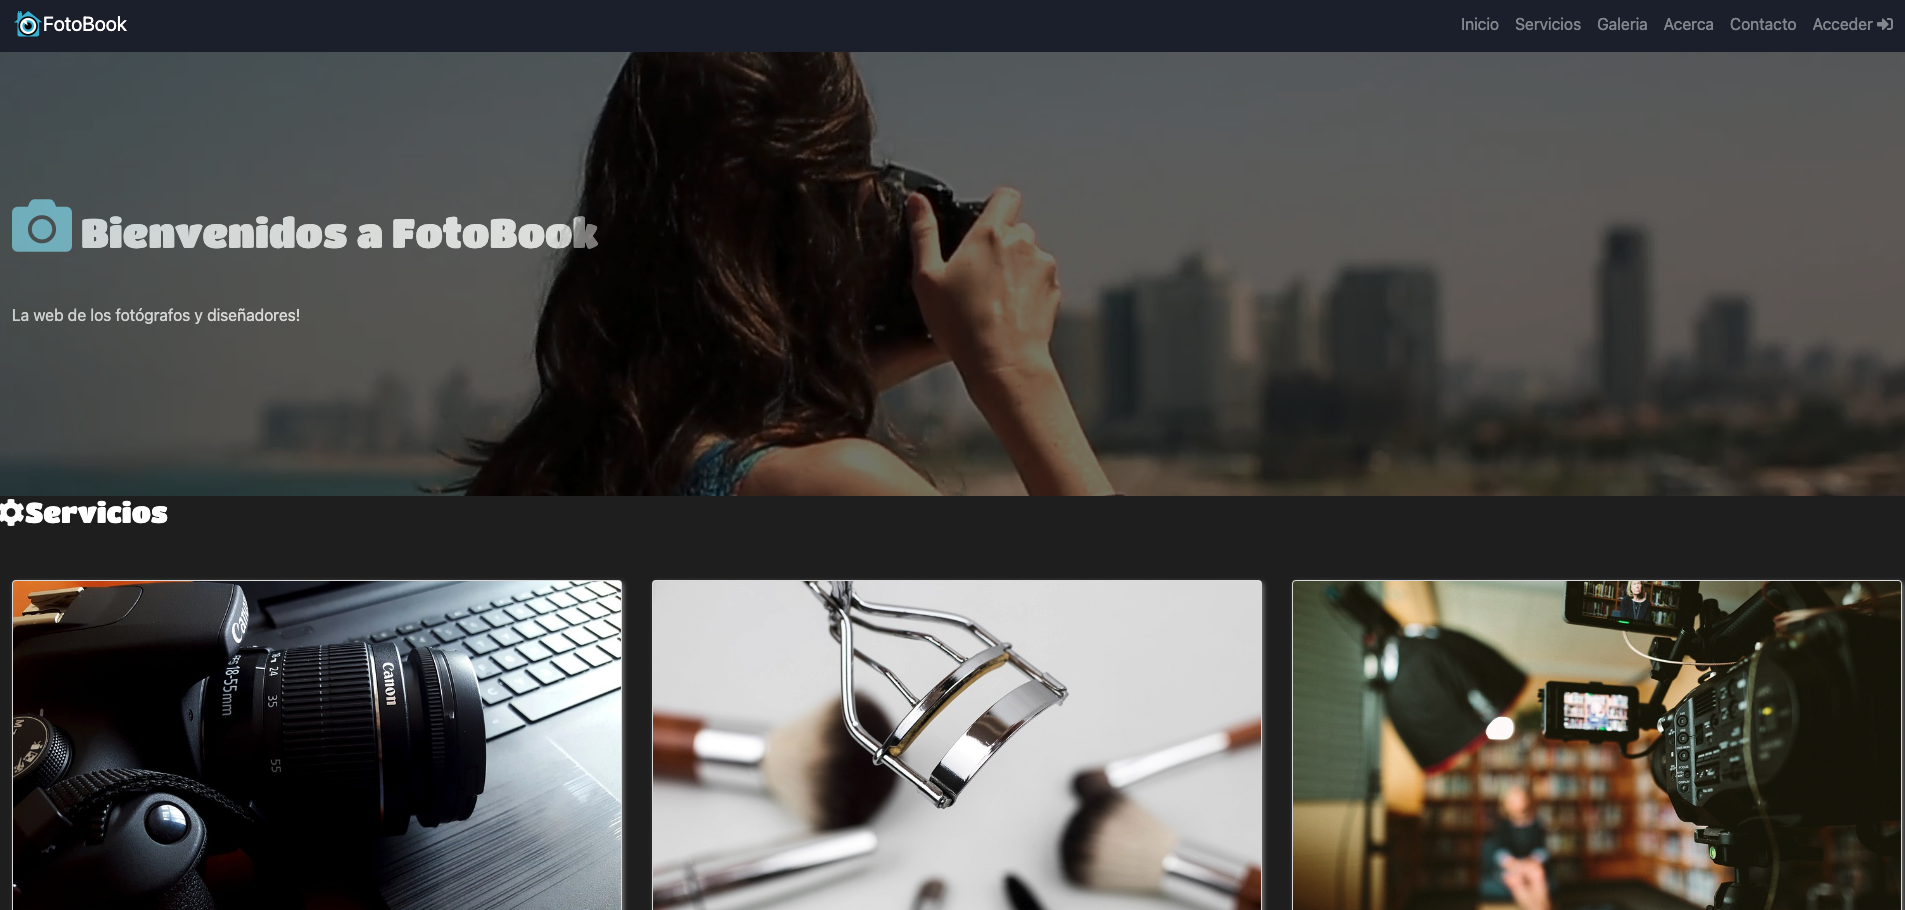 FotoBook
Inicio Servicios Galeria Acerca Contacto Acceder
Bienvenidos a FotoBook
La web de los fotógrafos y diseñadores!
Servicios
Canon
EF-S 18-55mm
24
35
55
Canon